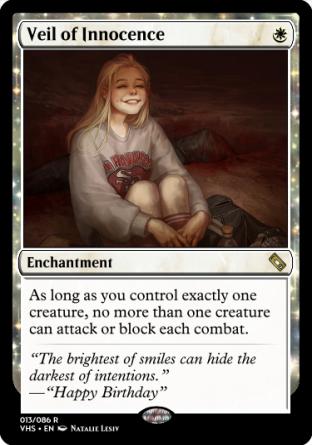 Veil of Innocence
Enchantment
As long as you control exactly one
creature, no more than one creature
can attack or block each combat.
“The brightest of smiles can hide the
darkest of intentions.”
—“Happy Birthday”
013/086 R
VHS • EN Natalie Lesiv